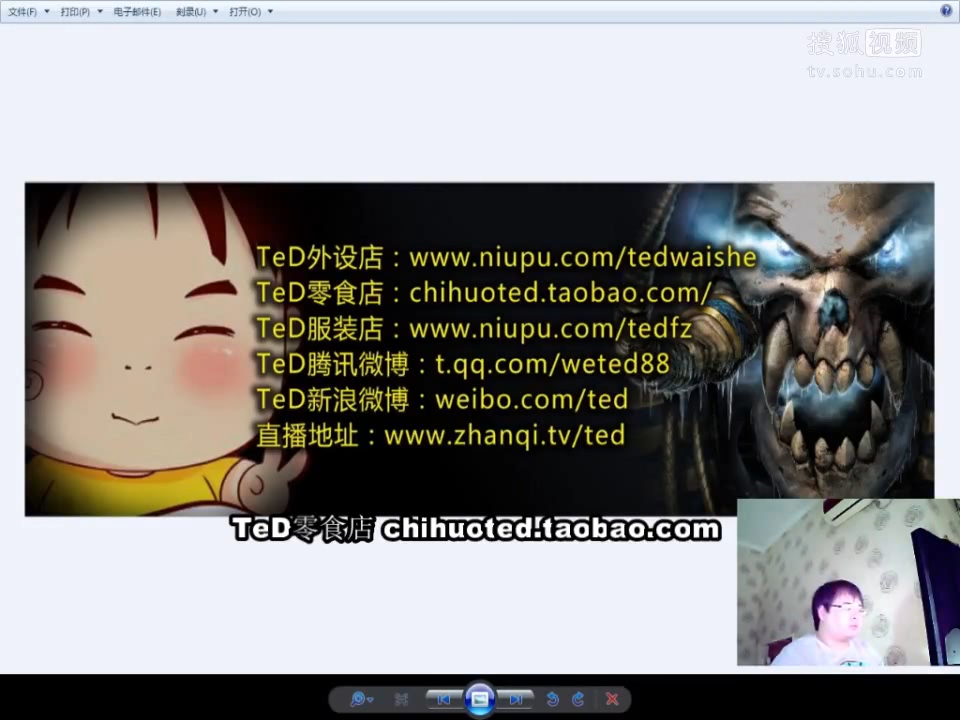 文件(F) 打印(P) 电子邮件(E) 刻录(U) 打开(O)
搜狐视频
tv.sohu.com
TeD外设店：www.niupu.com/tedwaishe
TeD零食店：chihuoted.taobao.com/
TeD服装店：www.niupu.com/tedfz
TeD腾讯微博：t.qq.com/weted88
TeD新浪微博：weibo.com/ted
直播地址：www.zhanqi.tv/ted
TeD零食店 chihuoted.taobao.com